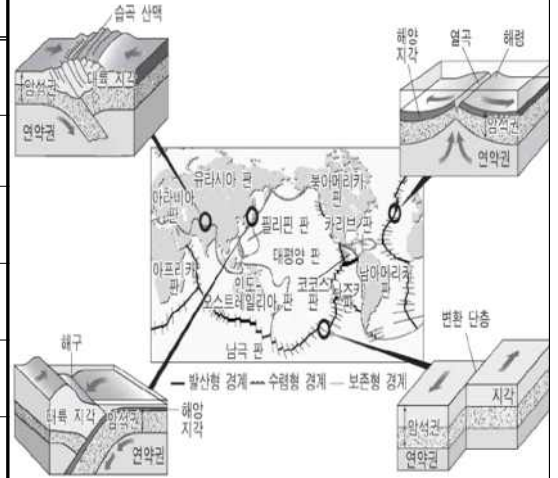 습곡 산맥
암석권
대륙 지각
연약권
해양
지각
열곡
해령
암석권
연약권
유라시아 판
북아메리카
판
아라비아
판
필리핀 판
카리브 판
태평양 판
아프리카
판
인도-
오스트레일리아 판
코코스
판
나즈카
판
남아메리카
판
남극 판
발산형 경계
수렴형 경계
보존형 경계
해구
대륙 지각
암석권
해양
지각
연약권
변환 단층
지각
암석권
연약권